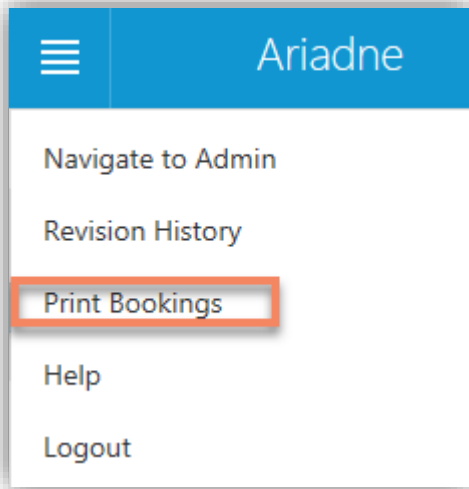 Ariadne
Navigate to Admin
Revision History
Print Bookings
Help
Logout